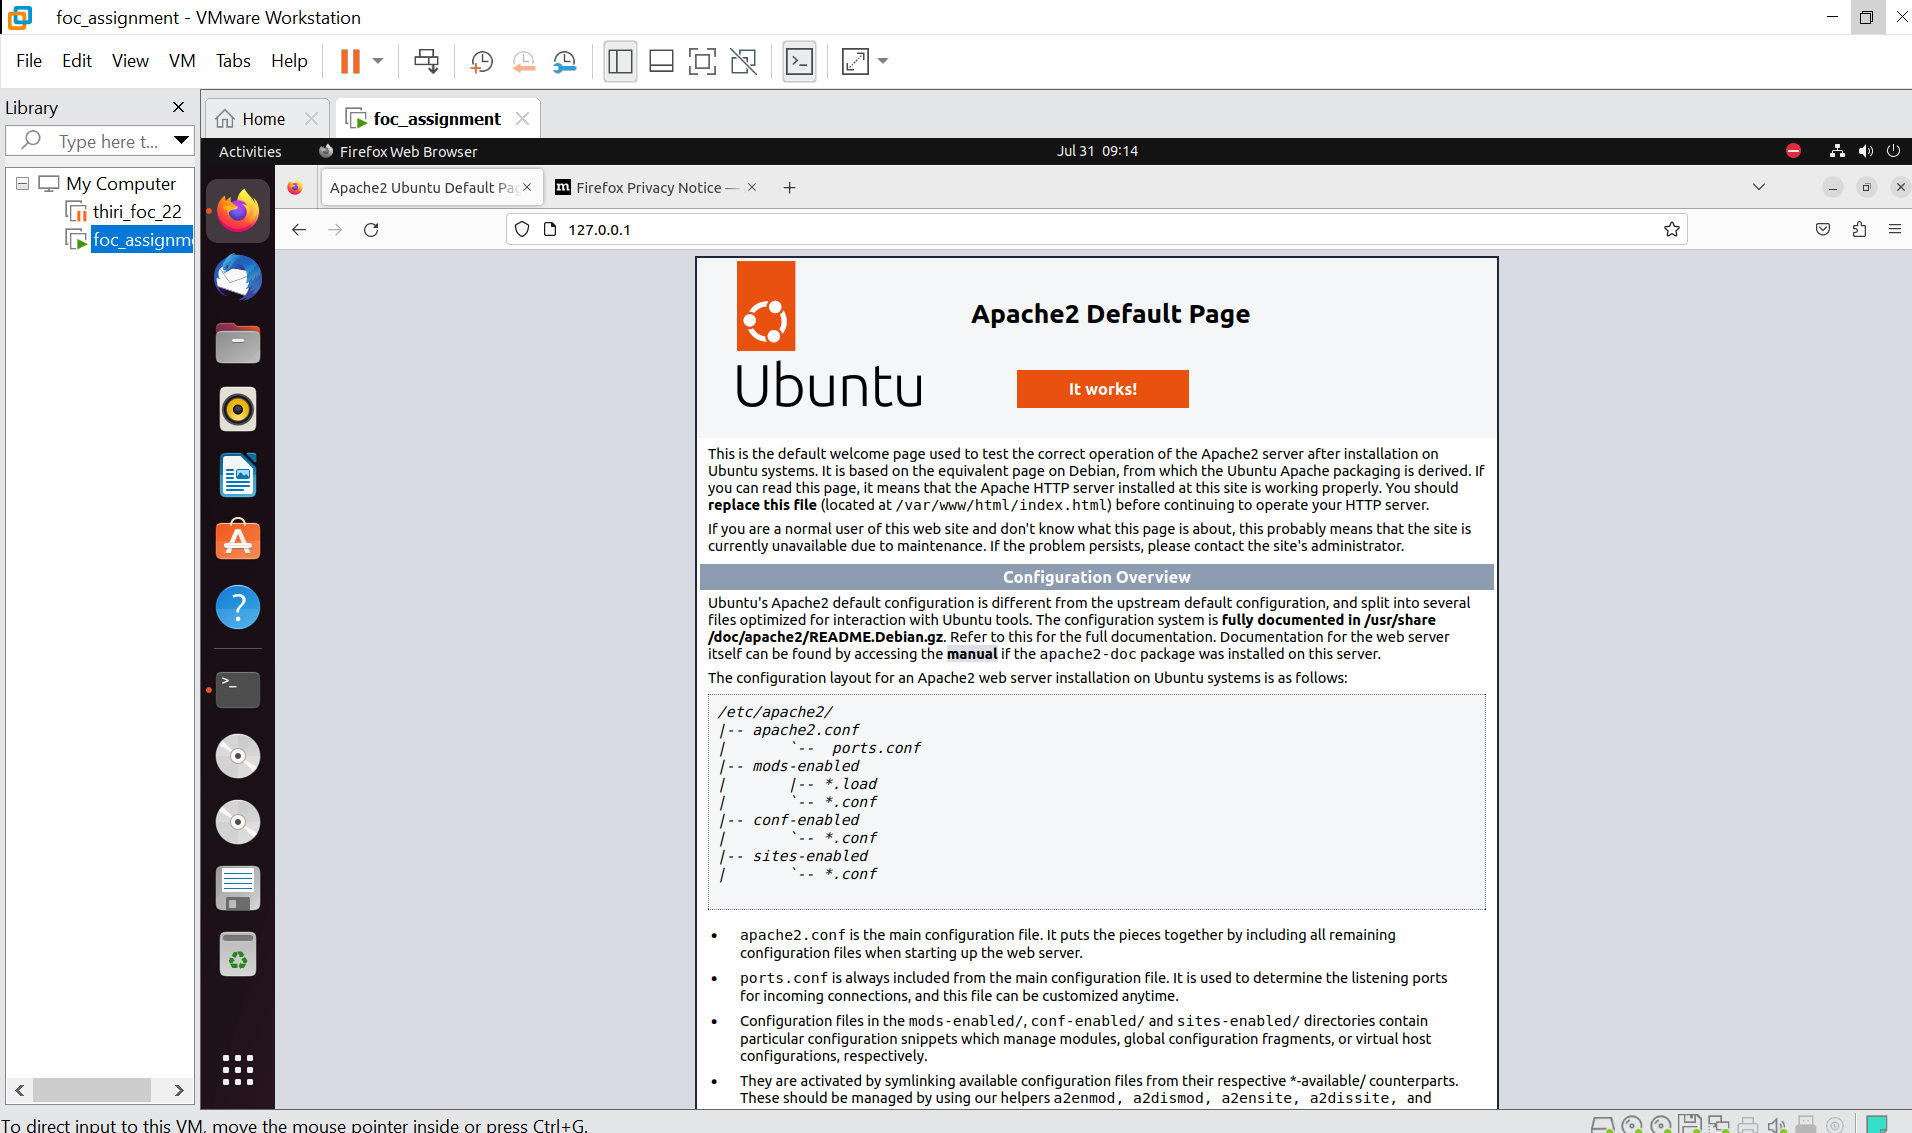 foc_assignment - VMware Workstation
File Edit View VM Tabs Help
Library
Type here t...
My Computer
thiri_foc_22
foc_assignme
Home
foc_assignment
Activities
Firefox Web Browser
Jul 31 09:14
Apache2 Ubuntu Default Pag
Firefox Privacy Notice —
127.0.0.1
Ubuntu
Apache2 Default Page
It works!
This is the default welcome page used to test the correct operation of the Apache2 server after installation on
Ubuntu systems. It is based on the equivalent page on Debian, from which the Ubuntu Apache packaging is derived. If
you can read this page, it means that the Apache HTTP server installed at this site is working properly. You should
replace this file (located at /var/www/html/index.html) before continuing to operate your HTTP server.
If you are a normal user of this web site and don't know what this page is about, this probably means that the site is
currently unavailable due to maintenance. If the problem persists, please contact the site's administrator.
Configuration Overview
Ubuntu's Apache2 default configuration is different from the upstream default configuration, and split into several
files optimized for interaction with Ubuntu tools. The configuration system is fully documented in /usr/share
/doc/apache2/README.Debian.gz. Refer to this for the full documentation. Documentation for the web server
itself can be found by accessing the manual if the apache2-doc package was installed on this server.
The configuration layout for an Apache2 web server installation on Ubuntu systems is as follows:
/etc/apache2/
|-- apache2.conf
|       `--  ports.conf
|-- mods-enabled
|       |-- *.load
|       `-- *.conf
|-- conf-enabled
|       `-- *.conf
|-- sites-enabled
|       `-- *.conf
• apache2.conf is the main configuration file. It puts the pieces together by including all remaining
configuration files when starting up the web server.
• ports.conf is always included from the main configuration file. It is used to determine the listening ports
for incoming connections, and this file can be customized anytime.
• Configuration files in the mods-enabled/, conf-enabled/ and sites-enabled/ directories contain
particular configuration snippets which manage modules, global configuration fragments, or virtual host
configurations, respectively.
• They are activated by symlinking available configuration files from their respective *-available/ counterparts.
These should be managed by using our helpers a2enmod, a2dismod, a2ensite, a2dissite, and
To direct input to this VM, move the mouse pointer inside or press Ctrl+G.